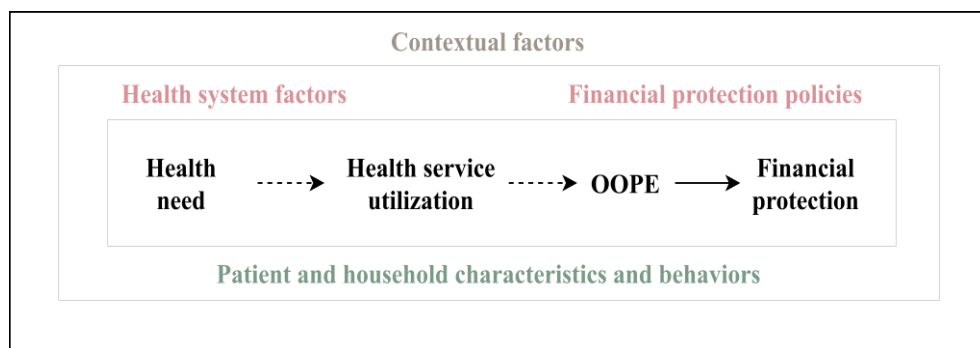 Contextual factors
Health system factors
Financial protection policies
Health
need
Health service
utilization
OOPE
Financial
protection
Patient and household characteristics and behaviors